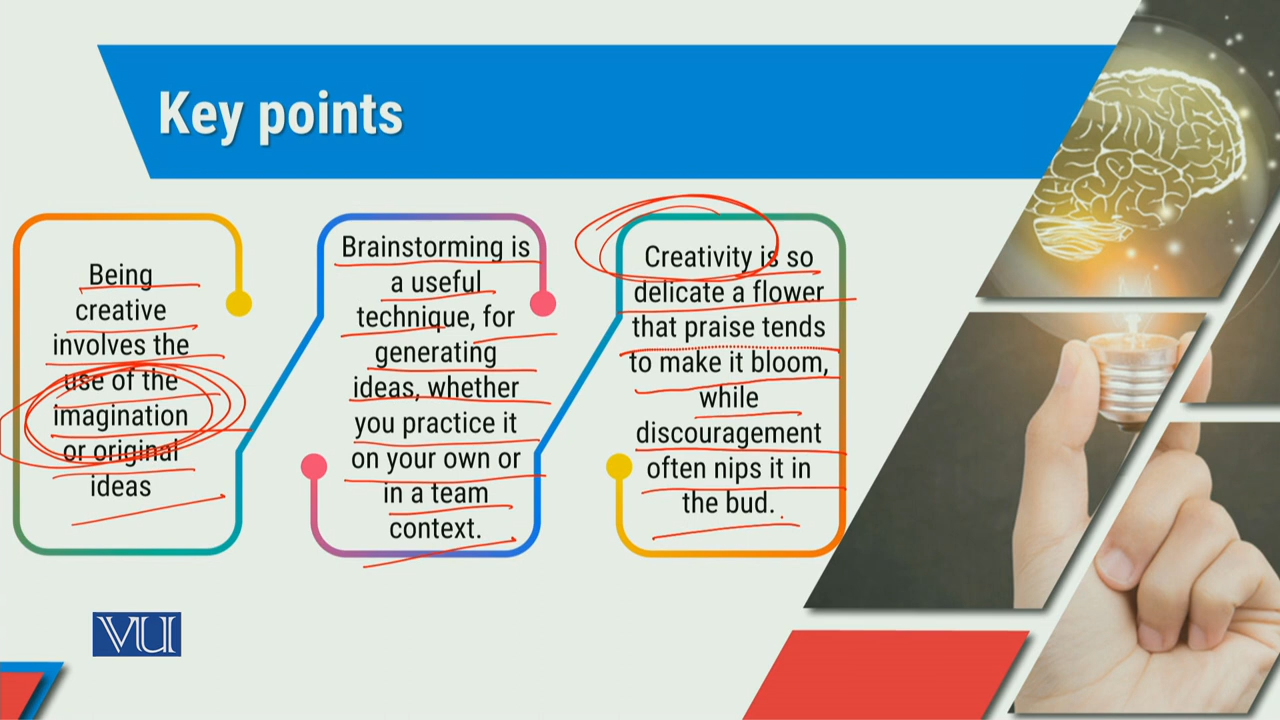 Key points
Being
creative
involves the
use of the
imagination
or original
ideas
Brainstorming is
a useful
technique, for
generating
ideas, whether
you practice it
on your own or
in a team
context.
Creativity is so
delicate a flower
that praise tends
to make it bloom,
while
discouragement
often nips it in
the bud.
VU